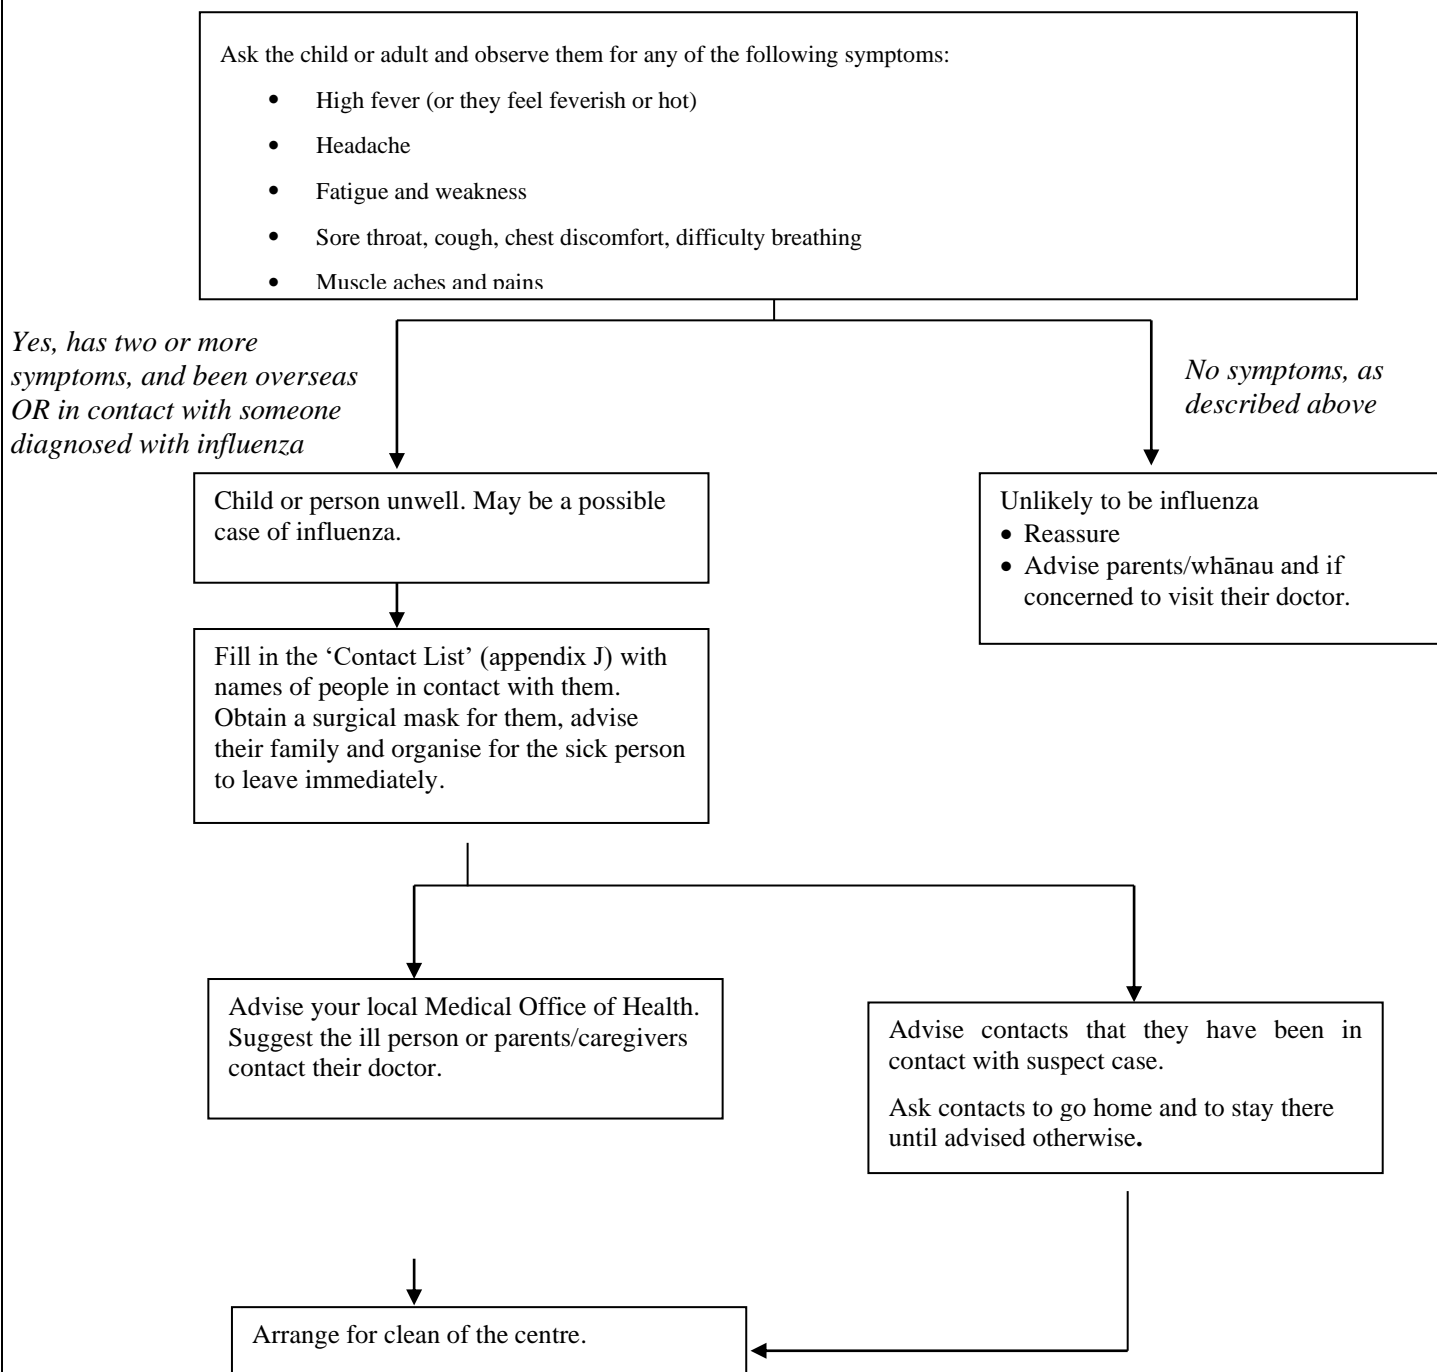 Ask the child or adult and observe them for any of the following symptoms:
• High fever (or they feel feverish or hot)
• Headache
• Fatigue and weakness
• Sore throat, cough, chest discomfort, difficulty breathing
• Muscle aches and pains
Yes, has two or more
symptoms, and been overseas
OR in contact with someone
diagnosed with influenza
No symptoms, as
described above
Child or person unwell. May be a possible
case of influenza.
Unlikely to be influenza
• Reassure
• Advise parents/whānau and if
concerned to visit their doctor.
Fill in the ‘Contact List’ (appendix J) with
names of people in contact with them.
Obtain a surgical mask for them, advise
their family and organise for the sick person
to leave immediately.
Advise your local Medical Office of Health.
Suggest the ill person or parents/caregivers
contact their doctor.
Advise contacts that they have been in
contact with suspect case.
Ask contacts to go home and to stay there
until advised otherwise.
Arrange for clean of the centre.